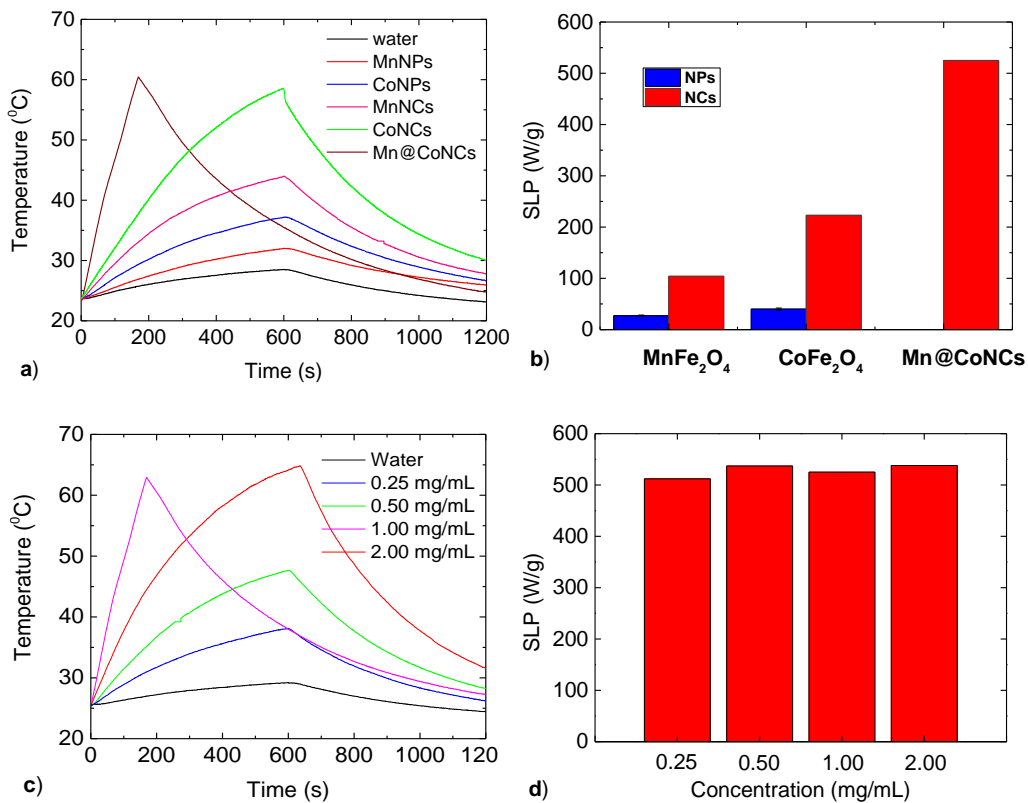 70
60
50
40
30
20
Temperature (⁰C)
water
MnNPs
CoNPs
MnNCs
CoNCs
Mn@CoNCs
0 200 400 600 800 1000 1200
Time (s)
a)
600
500
400
300
200
100
0
SLP (W/g)
NPs
NCs
MnFe₂O₄ CoFe₂O₄ Mn@CoNCs
b)
70
60
50
40
30
20
Temperature (⁰C)
Water
0.25 mg/mL
0.50 mg/mL
1.00 mg/mL
2.00 mg/mL
0 200 400 600 800 1000 1200
Time (s)
c)
600
500
400
300
200
100
0
SLP (W/g)
0.25 0.50 1.00 2.00
Concentration (mg/mL)
d)